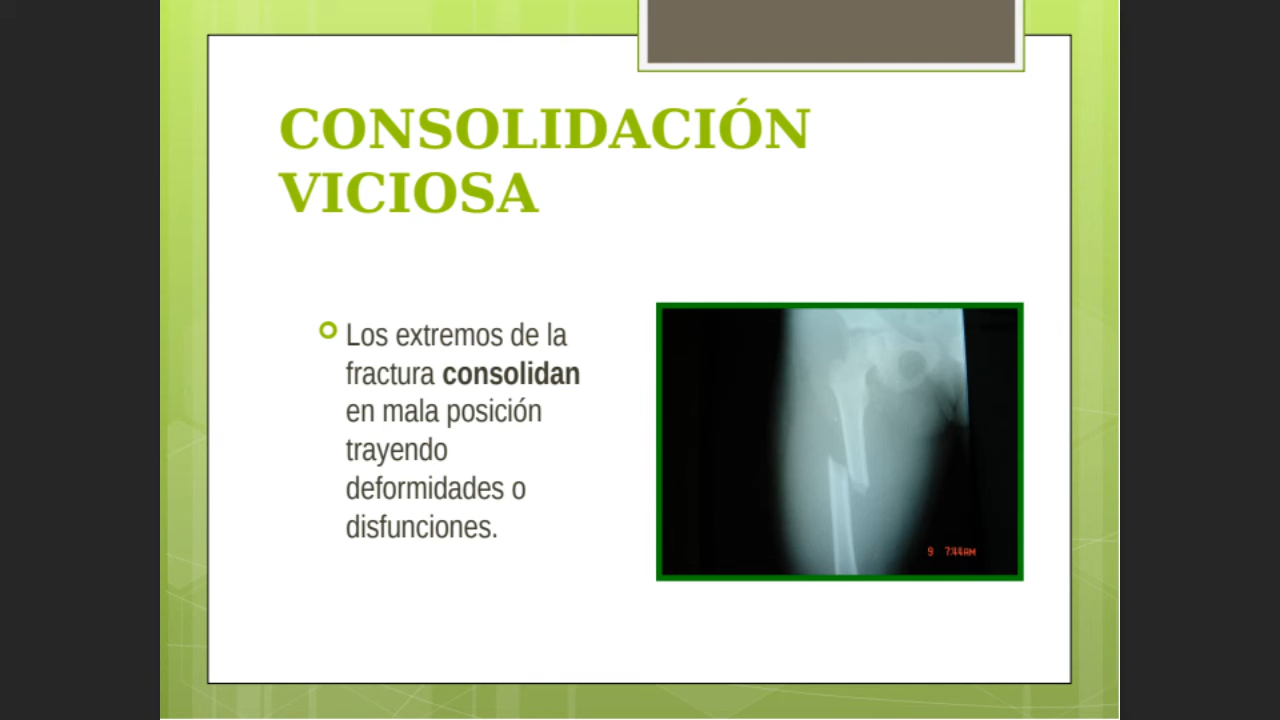 CONSOLIDACIÓN
VICIOSA
Los extremos de la
fractura consolidan
en mala posición
trayendo
deformidades o
disfunciones.
9 7:44AM